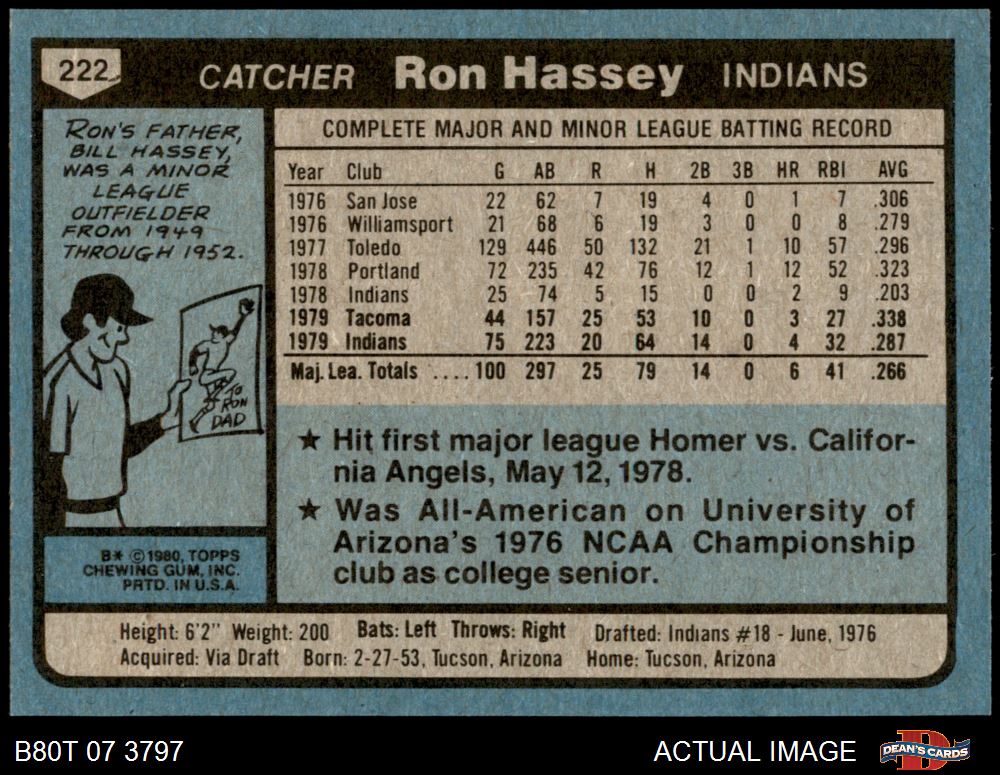 222 CATCHER Ron Hassey INDIANS
RON'S FATHER,
BILL HASSEY,
WAS A MINOR
LEAGUE
OUTFIELDER
FROM 1949
THROUGH 1952.
TO
RON
DAD
B* © 1980, TOPPS
CHEWING GUM, INC.
PRTD. IN U.S.A.
COMPLETE MAJOR AND MINOR LEAGUE BATTING RECORD
Year Club G AB R H 2B 3B HR RBI AVG
1976 San Jose 22 62 7 19 4 0 1 7 .306
1976 Williamsport 21 68 6 19 3 0 0 8 .279
1977 Toledo 129 446 50 132 21 1 10 57 .296
1978 Portland 72 235 42 76 12 1 12 52 .323
1978 Indians 25 74 5 15 0 0 2 9 .203
1979 Tacoma 44 157 25 53 10 0 3 27 .338
1979 Indians 75 223 20 64 14 0 4 32 .287
Maj. Lea. Totals ....100 297 25 79 14 0 6 41 .266
★ Hit first major league Homer vs. Califor-
nia Angels, May 12, 1978.
★ Was All-American on University of
Arizona's 1976 NCAA Championship
club as college senior.
Height: 6'2" Weight: 200 Bats: Left Throws: Right Drafted: Indians #18 - June, 1976
Acquired: Via Draft Born: 2-27-53, Tucson, Arizona Home: Tucson, Arizona
B80T 07 3797 ACTUAL IMAGE DEAN'S CARDS